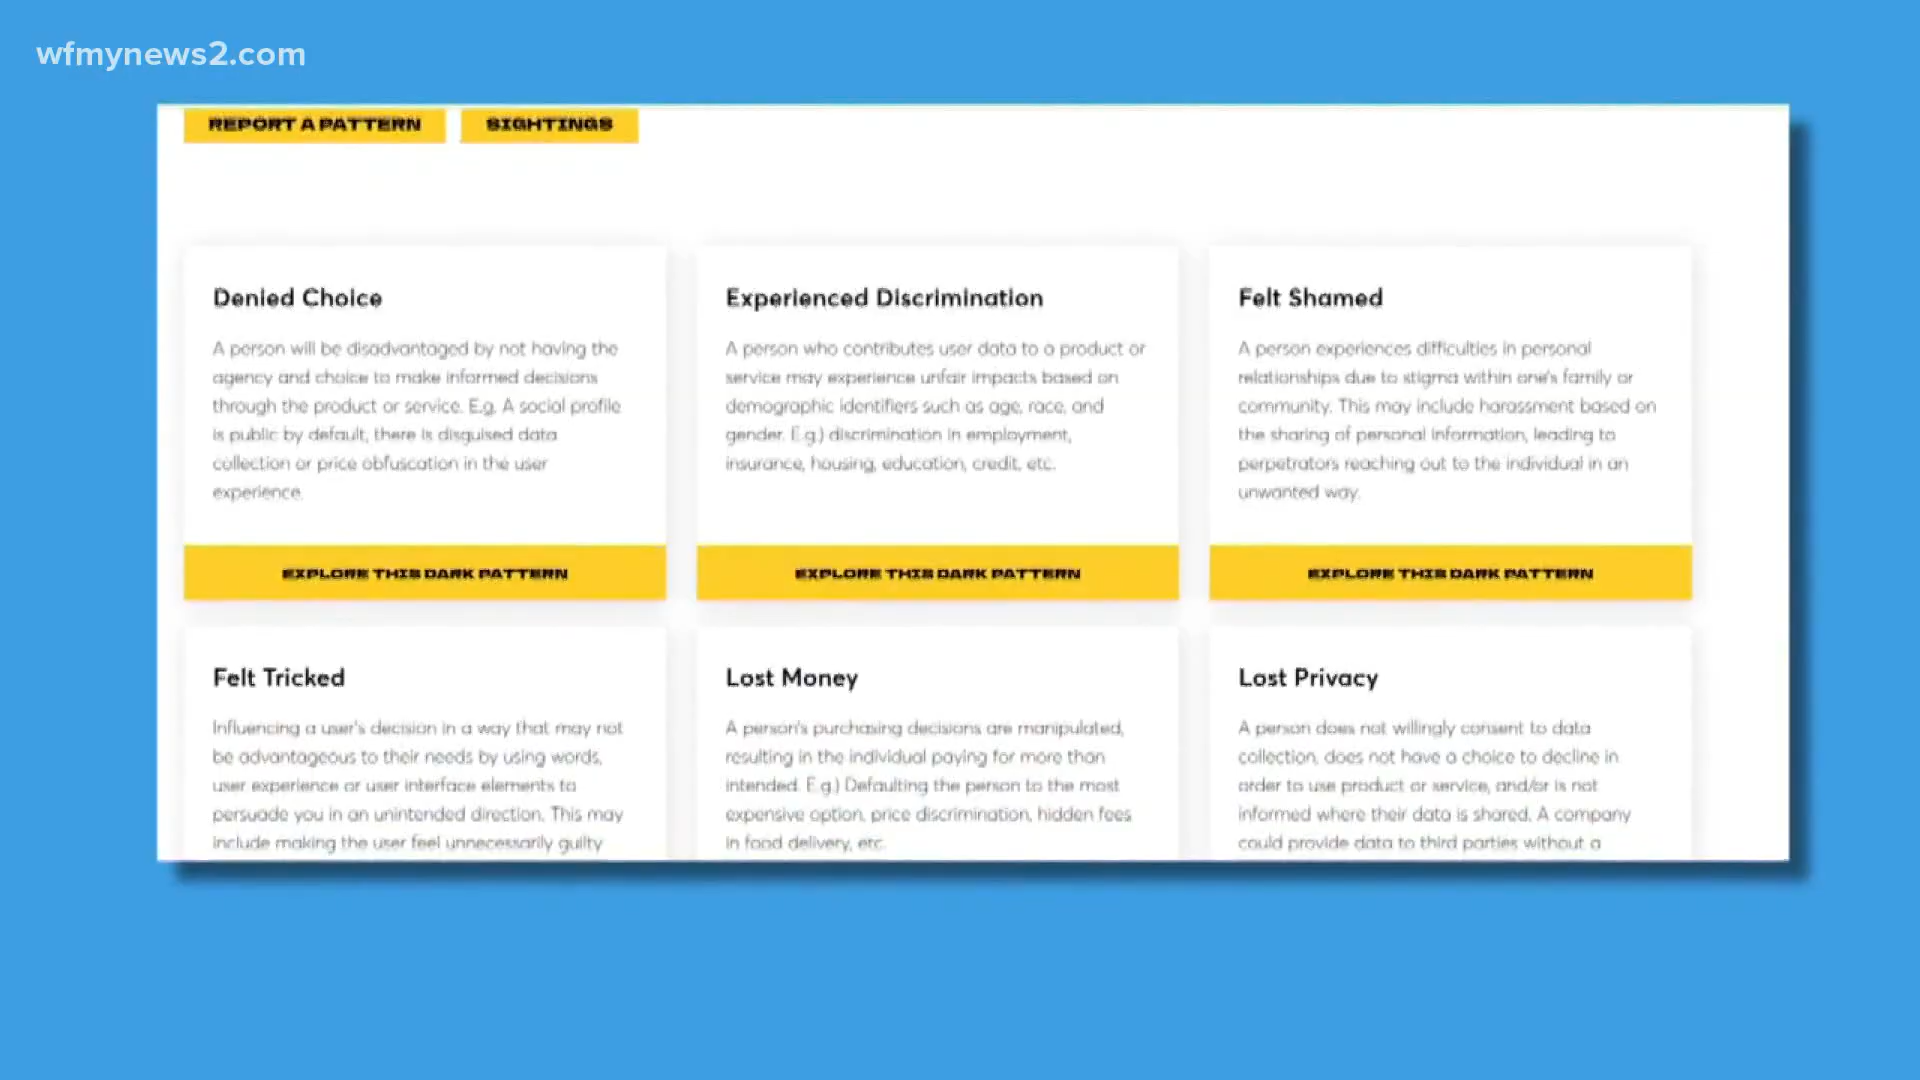 wfmynews2.com
REPORT A PATTERN
SIGHTINGS
Denied Choice
A person will be disadvantaged by not having the
agency and choice to make informed decisions
through the product or service. E.g. A social profile
is public by default, there is disguised data
collection or price obfuscation in the user
experience.
EXPLORE THIS DARK PATTERN
Experienced Discrimination
A person who contributes user data to a product or
service may experience unfair impacts based on
demographic identifiers such as age, race, and
gender. E.g.) discrimination in employment,
insurance, housing, education, credit, etc.
EXPLORE THIS DARK PATTERN
Felt Shamed
A person experiences difficulties in personal
relationships due to stigma within one's family or
community. This may include harassment based on
the sharing of personal information, leading to
perpetrators reaching out to the individual in an
unwanted way.
EXPLORE THIS DARK PATTERN
Felt Tricked
Influencing a user's decision in a way that may not
be advantageous to their needs by using words,
user experience or user interface elements to
persuade you in an unintended direction. This may
include making the user feel unnecessarily guilty
Lost Money
A person's purchasing decisions are manipulated,
resulting in the individual paying for more than
intended. E.g.) Defaulting the person to the most
expensive option, price discrimination, hidden fees
in food delivery, etc.
Lost Privacy
A person does not willingly consent to data
collection, does not have a choice to decline in
order to use product or service, and/or is not
informed where their data is shared. A company
could provide data to third parties without a